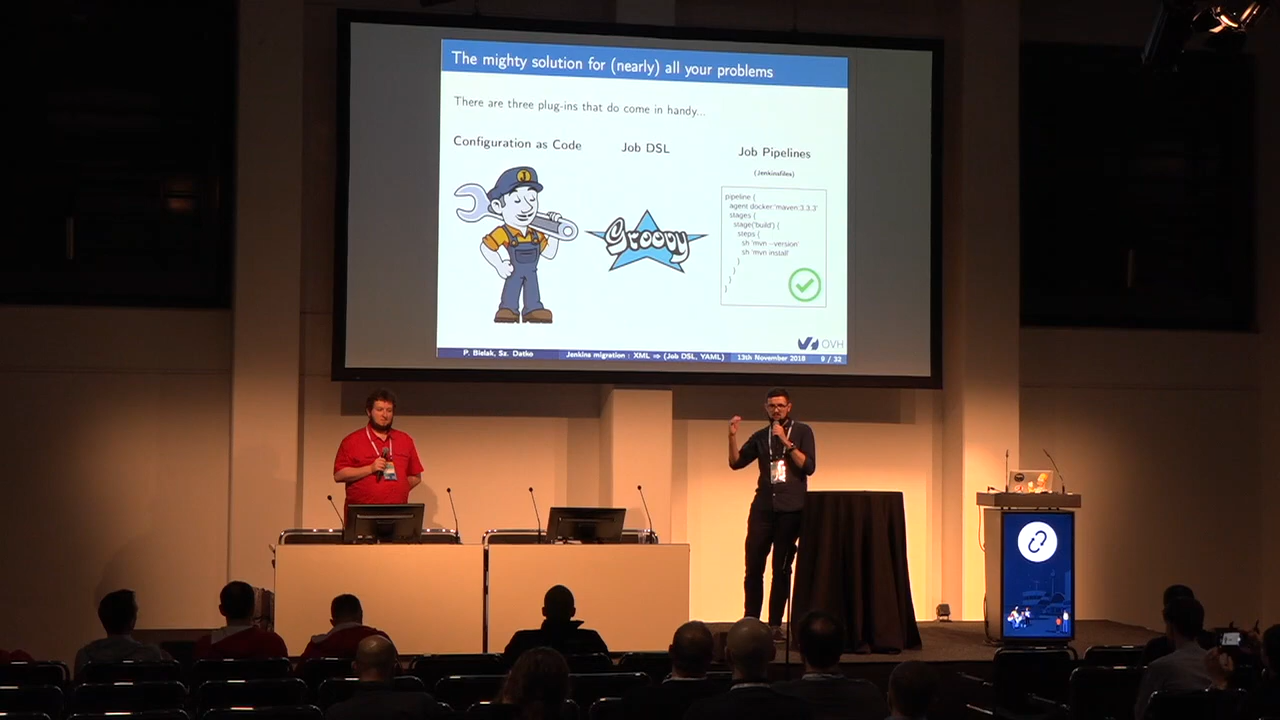 The mighty solution for (nearly) all your problems
There are three plug-ins that do come in handy...
Configuration as Code
Job DSL
Job Pipelines
(Jenkinsfiles)
J
Groovy
pipeline {
agent docker:'maven:3.3.3'
stages {
stage('build') {
steps {
sh 'mvn --version'
sh 'mvn install'
}
}
}
}
OVH
P. Bielak, Sz. Datko
Jenkins migration : XML ⇒ (Job DSL, YAML)
13th November 2018
9 / 32